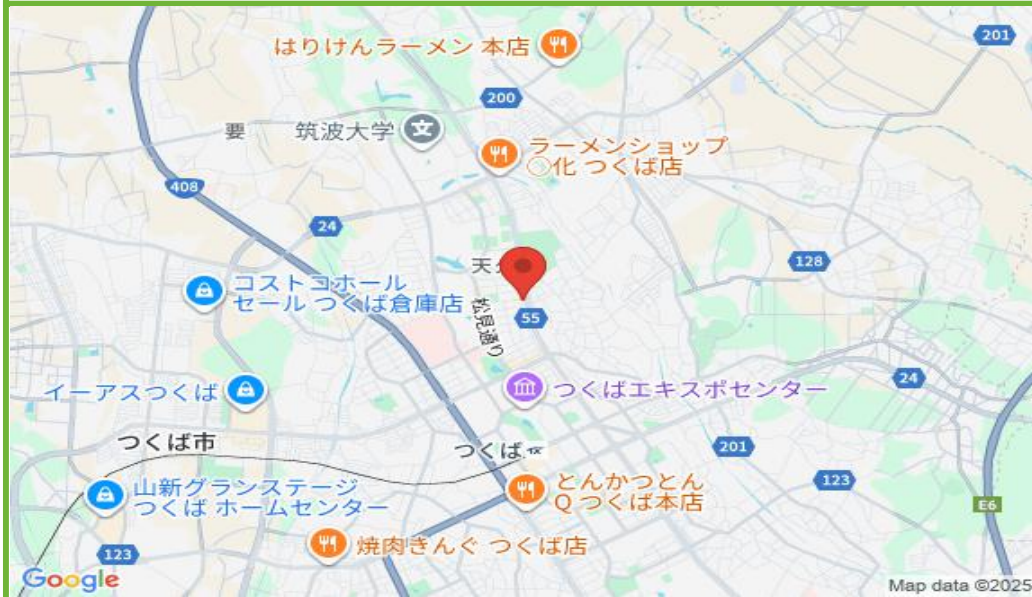 はりけんラーメン 本店
201
200
要
筑波大学
文
ラーメンショップ
◯化 つくば店
408
24
128
天
コストコホール
セール つくば倉庫店
55
松見通り
イーアスつくば
つくばエキスポセンター
24
つくば市
つくば
201
123
山新グランステージ
つくば ホームセンター
とんかつとん
Q つくば本店
E6
123
焼肉きんぐ つくば店
Google
Map data ©2025